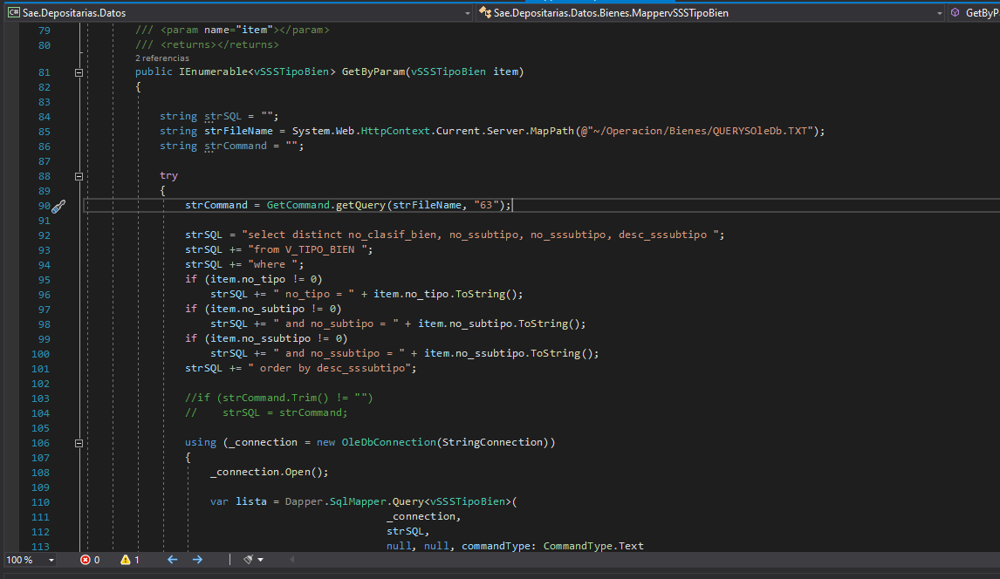 C# Sae.Depositarias.Datos
Sae.Depositarias.Datos.Bienes.MappervSSSTipoBien
GetByP
79 /// <param name="item"></param>
80 /// <returns></returns>
2 referencias
81 public IEnumerable<vSSSTipoBien> GetByParam(vSSSTipoBien item)
82 {
83
84 string strSQL = "";
85 string strFileName = System.Web.HttpContext.Current.Server.MapPath(@"~/Operacion/Bienes/QUERYSOleDb.TXT");
86 string strCommand = "";
87
88 try
89 {
90 strCommand = GetCommand.getQuery(strFileName, "63");
91
92 strSQL = "select distinct no_clasif_bien, no_ssubtipo, no_sssubtipo, desc_sssubtipo ";
93 strSQL += "from V_TIPO_BIEN ";
94 strSQL += "where ";
95 if (item.no_tipo != 0)
96 strSQL += " no_tipo = " + item.no_tipo.ToString();
97 if (item.no_subtipo != 0)
98 strSQL += " and no_subtipo = " + item.no_subtipo.ToString();
99 if (item.no_ssubtipo != 0)
100 strSQL += " and no_ssubtipo = " + item.no_ssubtipo.ToString();
101 strSQL += " order by desc_sssubtipo";
102
103 //if (strCommand.Trim() != "")
104 //    strSQL = strCommand;
105
106 using (_connection = new OleDbConnection(StringConnection))
107 {
108 _connection.Open();
109
110 var lista = Dapper.SqlMapper.Query<vSSSTipoBien>(
111 _connection,
112 strSQL,
113 null, null, commandType: CommandType.Text
100 % 0 1